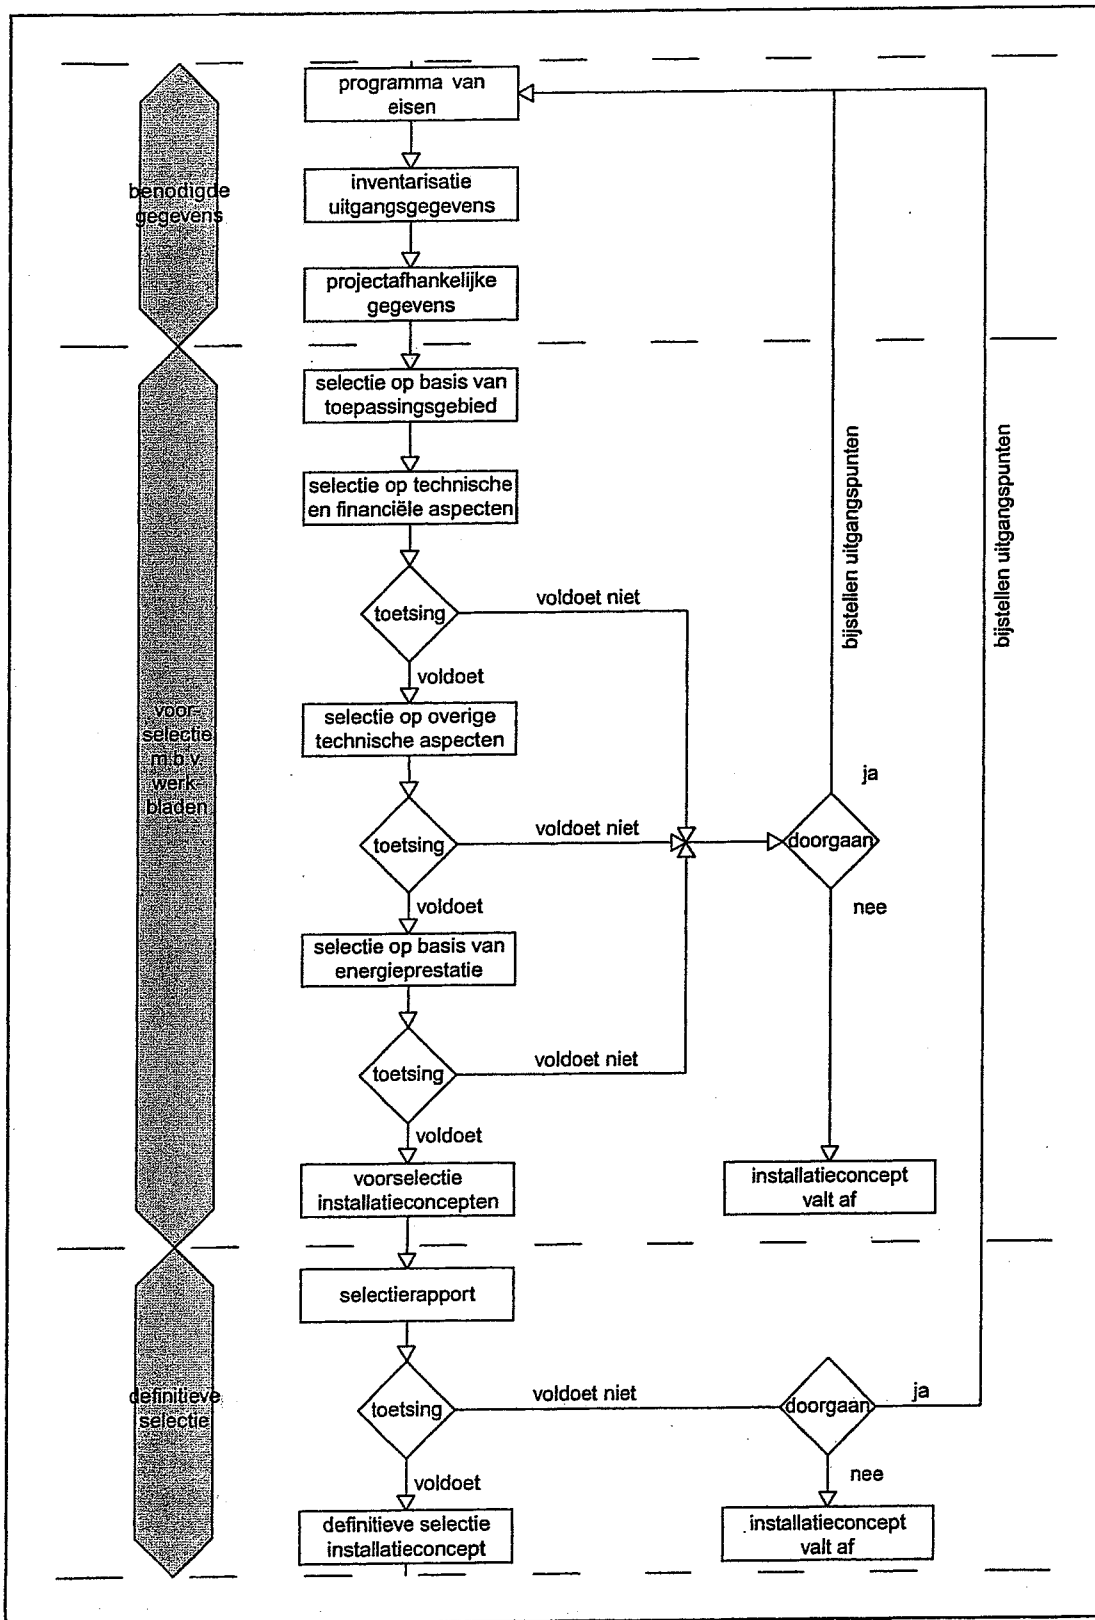 programma van
eisen
benodigde
gegevens
inventarisatie
uitgangsgegevens
projectafhankelijke
gegevens
selectie op basis van
toepassingsgebied
selectie op technische
en financiële aspecten
bijstellen uitgangspunten
bijstellen uitgangspunten
toetsing
voldoet niet
voldoet
voor-
selectie
m.b.v
werk-
bladen
selectie op overige
technische aspecten
ja
toetsing
voldoet niet
doorgaan
voldoet
nee
selectie op basis van
energieprestatie
toetsing
voldoet niet
voldoet
voorselectie
installatieconcepten
installatieconcept
valt af
selectierapport
definitieve
selectie
toetsing
voldoet niet
doorgaan
ja
voldoet
nee
definitieve selectie
installatieconcept
installatieconcept
valt af